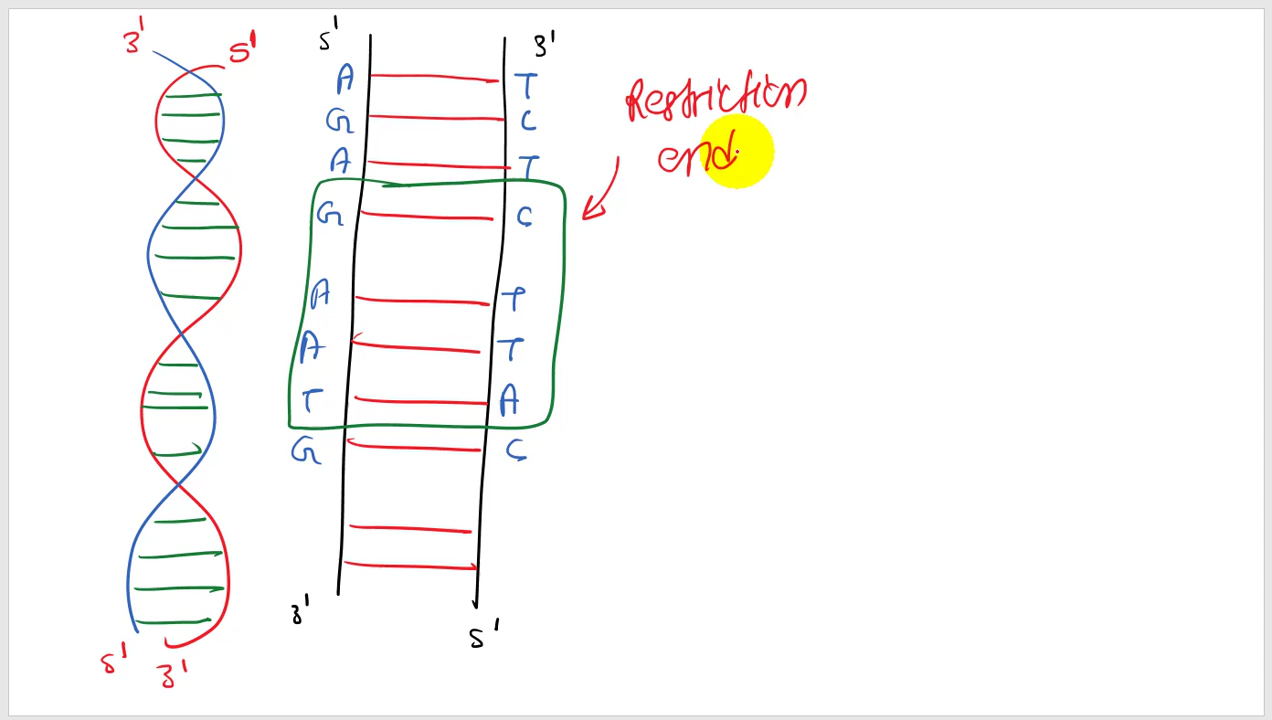 3'
5'
5' 3'
A T
G C
A T
G C
A T
A T
T A
G C
3'
5'
5'
3'
Restriction
end